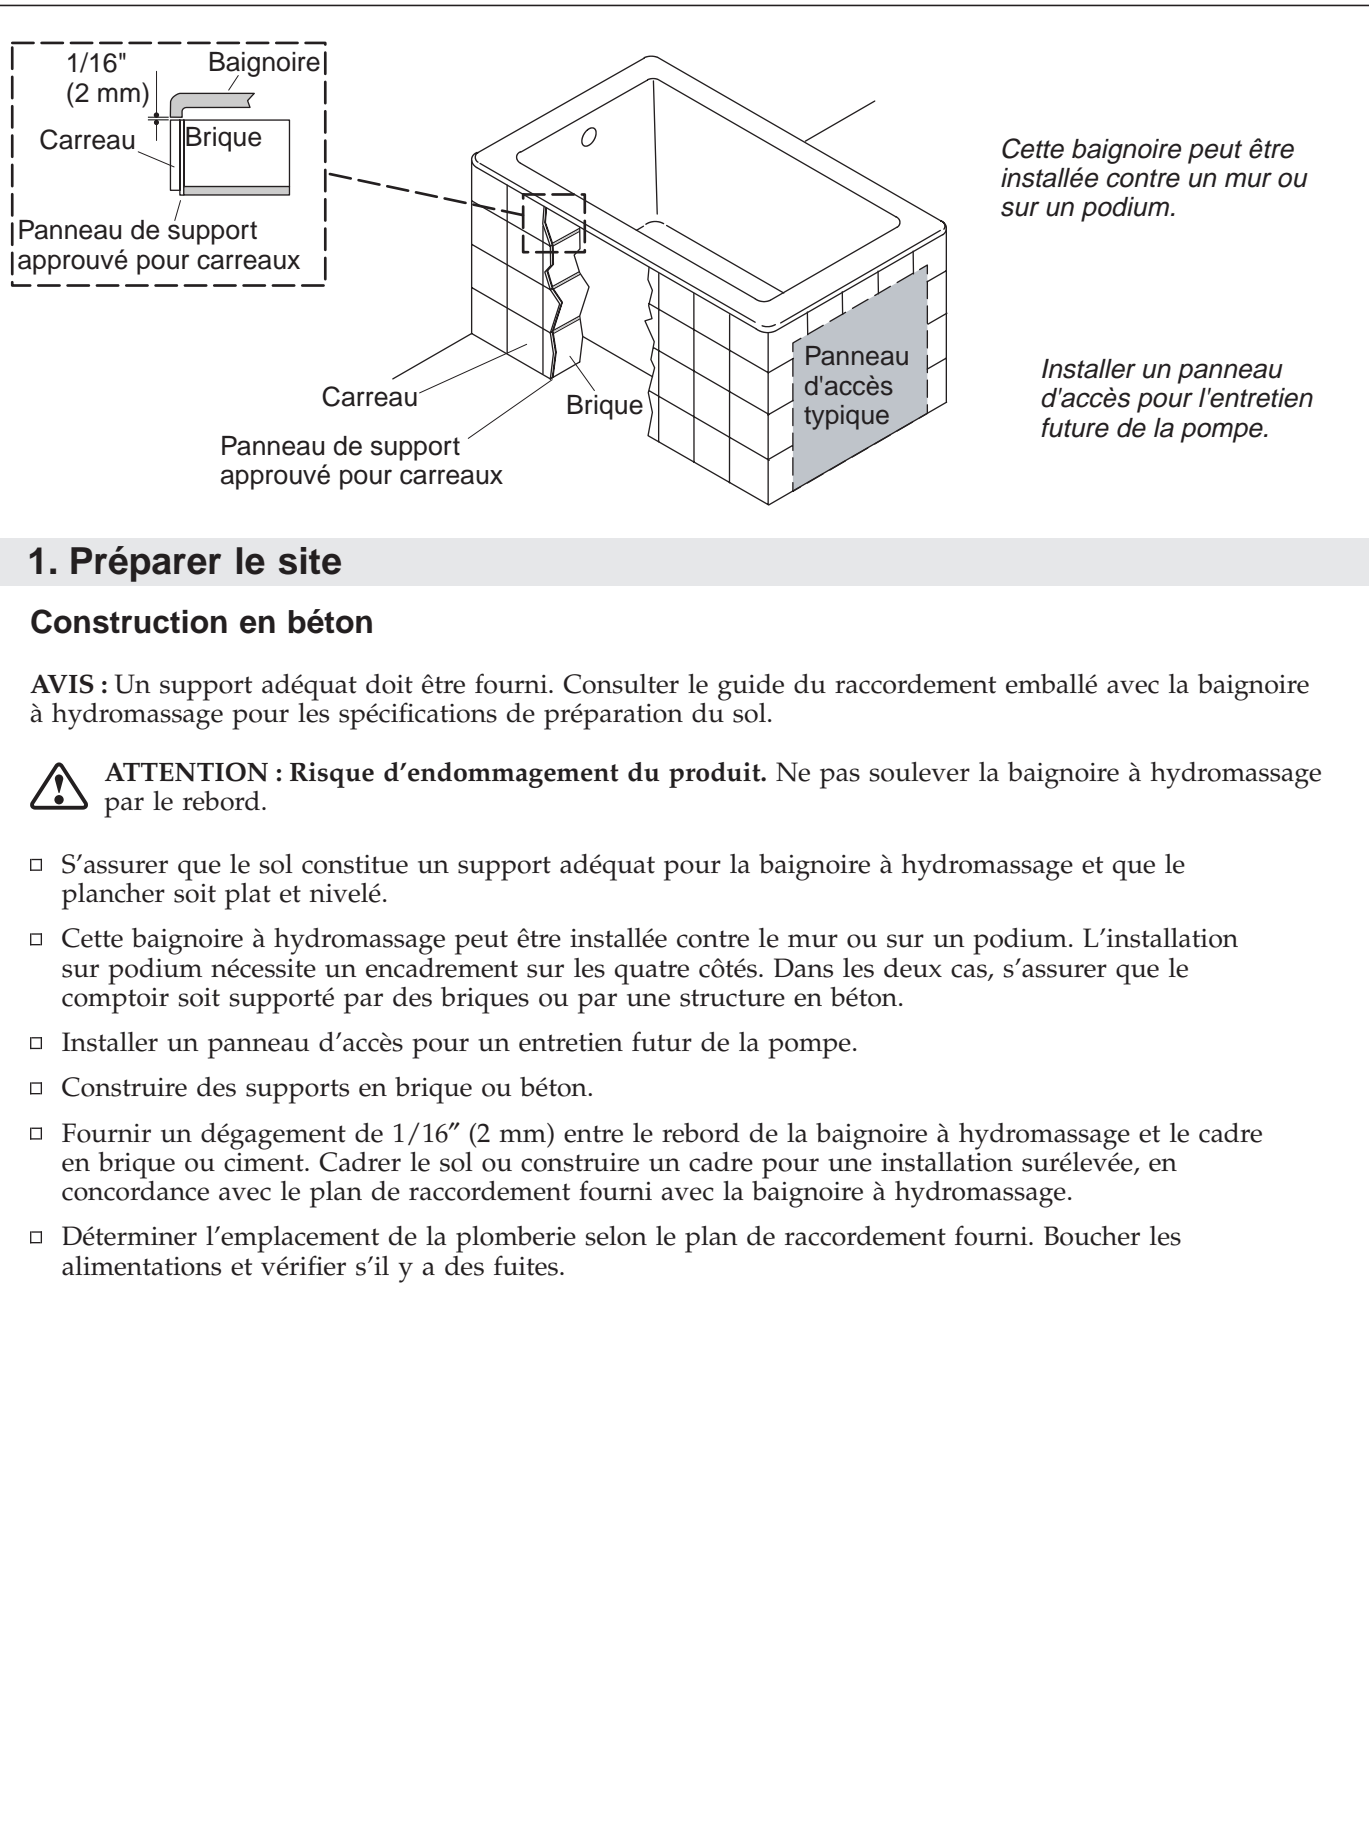 1/16"
(2 mm)
Baignoire
Carreau
Brique
Panneau de support
approuvé pour carreaux
Cette baignoire peut être
installée contre un mur ou
sur un podium.
Panneau
d'accès
typique
Installer un panneau
d'accès pour l'entretien
future de la pompe.
Carreau
Brique
Panneau de support
approuvé pour carreaux
1. Préparer le site
Construction en béton
AVIS : Un support adéquat doit être fourni. Consulter le guide du raccordement emballé avec la baignoire
à hydromassage pour les spécifications de préparation du sol.
ATTENTION : Risque d’endommagement du produit. Ne pas soulever la baignoire à hydromassage
par le rebord.
S’assurer que le sol constitue un support adéquat pour la baignoire à hydromassage et que le
plancher soit plat et nivelé.
Cette baignoire à hydromassage peut être installée contre le mur ou sur un podium. L’installation
sur podium nécessite un encadrement sur les quatre côtés. Dans les deux cas, s’assurer que le
comptoir soit supporté par des briques ou par une structure en béton.
Installer un panneau d’accès pour un entretien futur de la pompe.
Construire des supports en brique ou béton.
Fournir un dégagement de 1/16″ (2 mm) entre le rebord de la baignoire à hydromassage et le cadre
en brique ou ciment. Cadrer le sol ou construire un cadre pour une installation surélevée, en
concordance avec le plan de raccordement fourni avec la baignoire à hydromassage.
Déterminer l’emplacement de la plomberie selon le plan de raccordement fourni. Boucher les
alimentations et vérifier s’il y a des fuites.